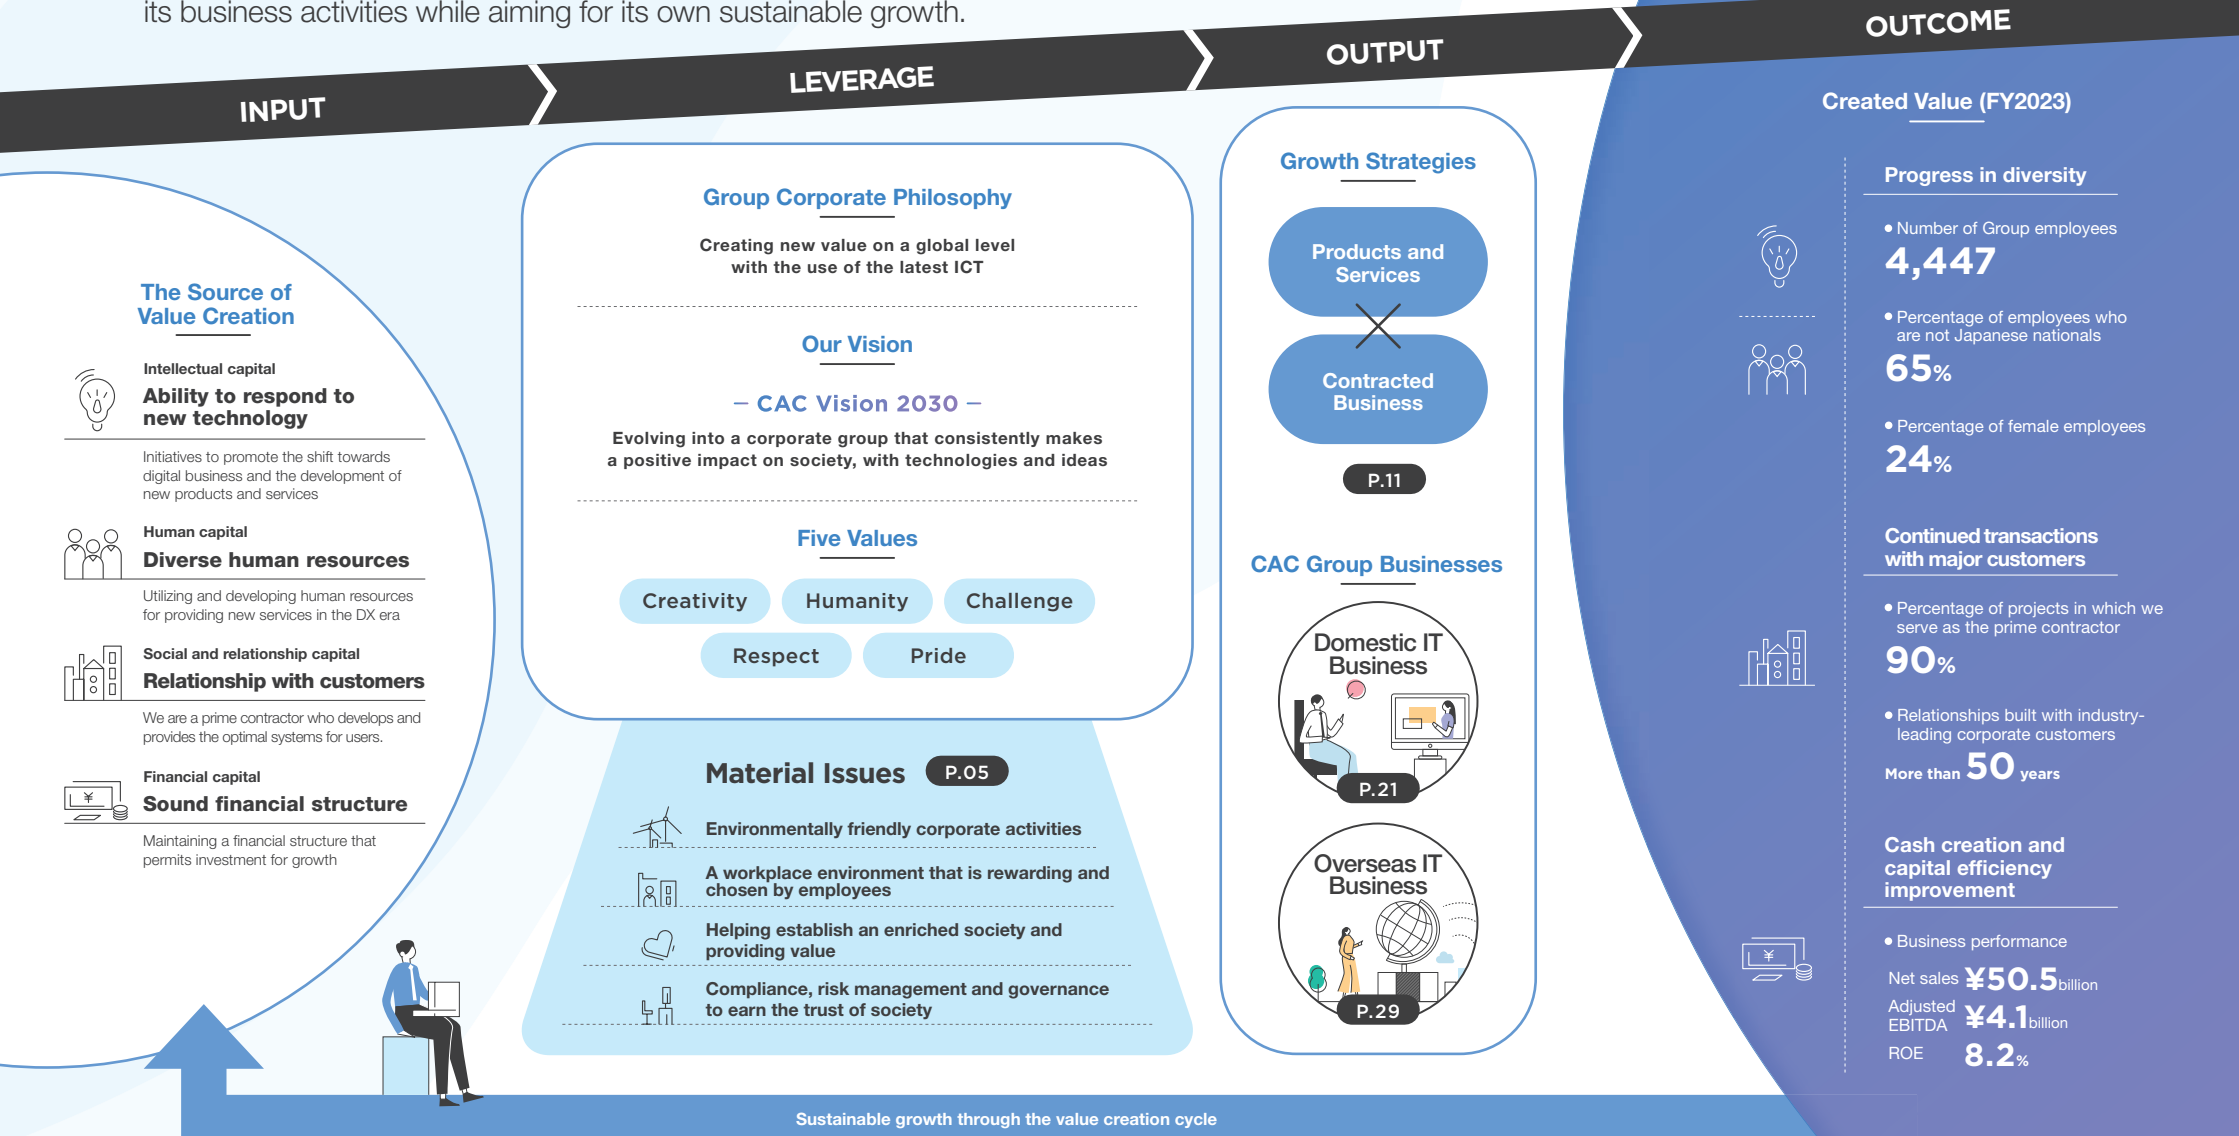 its business activities while aiming for its own sustainable growth.
INPUT
LEVERAGE
OUTPUT
OUTCOME
The Source of
Value Creation
Intellectual capital
Ability to respond to
new technology
Initiatives to promote the shift towards
digital business and the development of
new products and services
Human capital
Diverse human resources
Utilizing and developing human resources
for providing new services in the DX era
Social and relationship capital
Relationship with customers
We are a prime contractor who develops and
provides the optimal systems for users.
¥
Financial capital
Sound financial structure
Maintaining a financial structure that
permits investment for growth
Group Corporate Philosophy
Creating new value on a global level
with the use of the latest ICT
Our Vision
– CAC Vision 2030 –
Evolving into a corporate group that consistently makes
a positive impact on society, with technologies and ideas
Five Values
Creativity
Humanity
Challenge
Respect
Pride
Material Issues P.05
Environmentally friendly corporate activities
A workplace environment that is rewarding and
chosen by employees
Helping establish an enriched society and
providing value
Compliance, risk management and governance
to earn the trust of society
Growth Strategies
Products and
Services
Contracted
Business
P.11
CAC Group Businesses
Domestic IT
Business
P.21
Overseas IT
Business
P.29
Created Value (FY2023)
Progress in diversity
• Number of Group employees
4,447
• Percentage of employees who
are not Japanese nationals
65%
• Percentage of female employees
24%
Continued transactions
with major customers
• Percentage of projects in which we
serve as the prime contractor
90%
• Relationships built with industry-
leading corporate customers
More than 50 years
Cash creation and
capital efficiency
improvement
¥
• Business performance
Net sales ¥50.5billion
Adjusted
EBITDA ¥4.1billion
ROE 8.2%
Sustainable growth through the value creation cycle